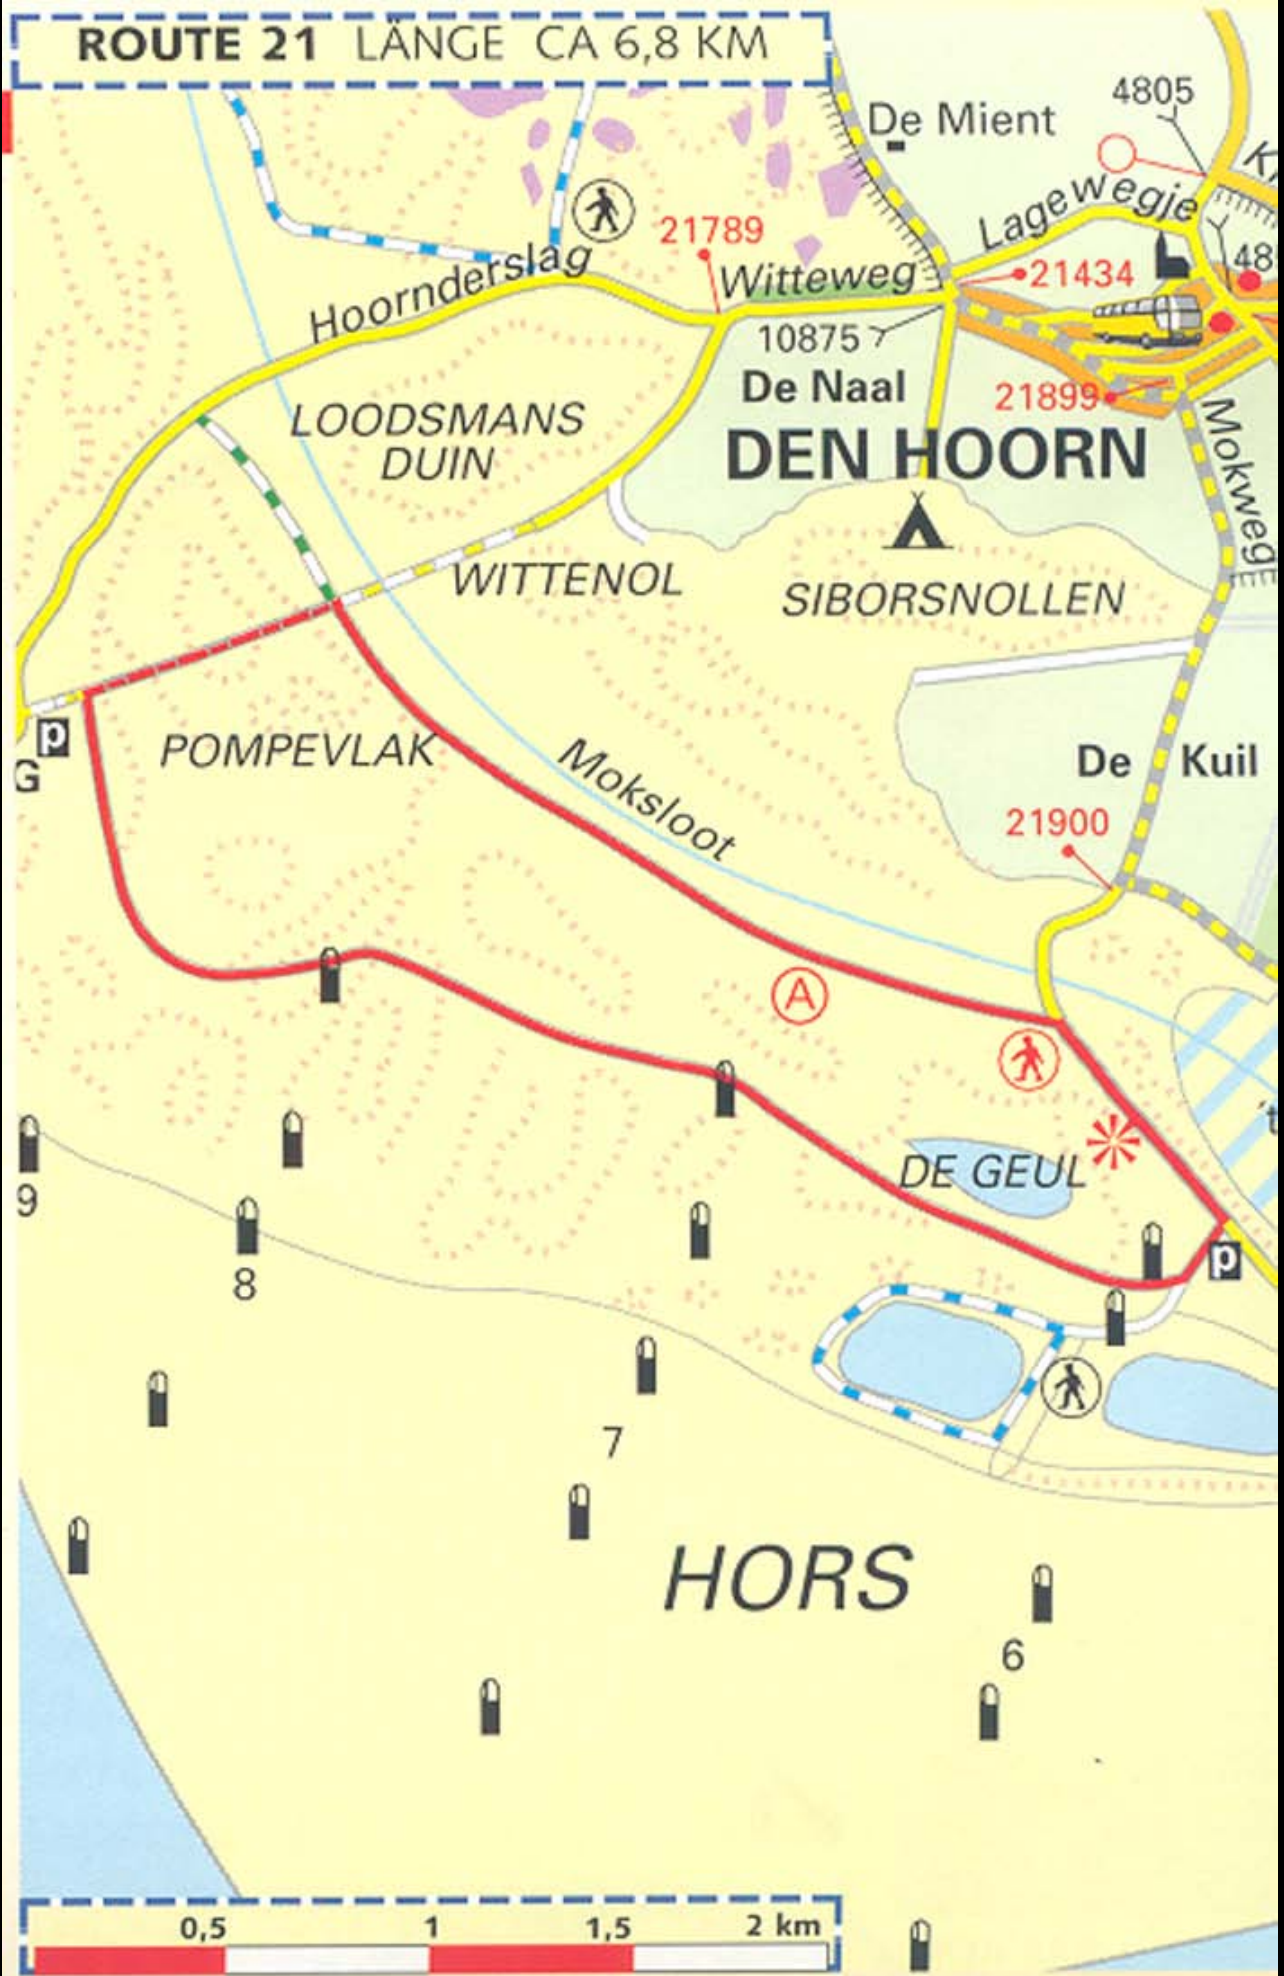 ROUTE 21 LÄNGE CA 6,8 KM
4805
De Mient
Lagewegje
21789
Hoornderslag
Witteweg
21434
10875
De Naal
21899
LOODSMANS
DUIN
DEN HOORN
Mokweg
WITTENOL
SIBORSNOLLEN
P
G
POMPEVLAK
Moksloot
De Kuil
21900
A
DE GEUL
't
P
9
8
7
HORS
6
0,5 1 1,5 2 km